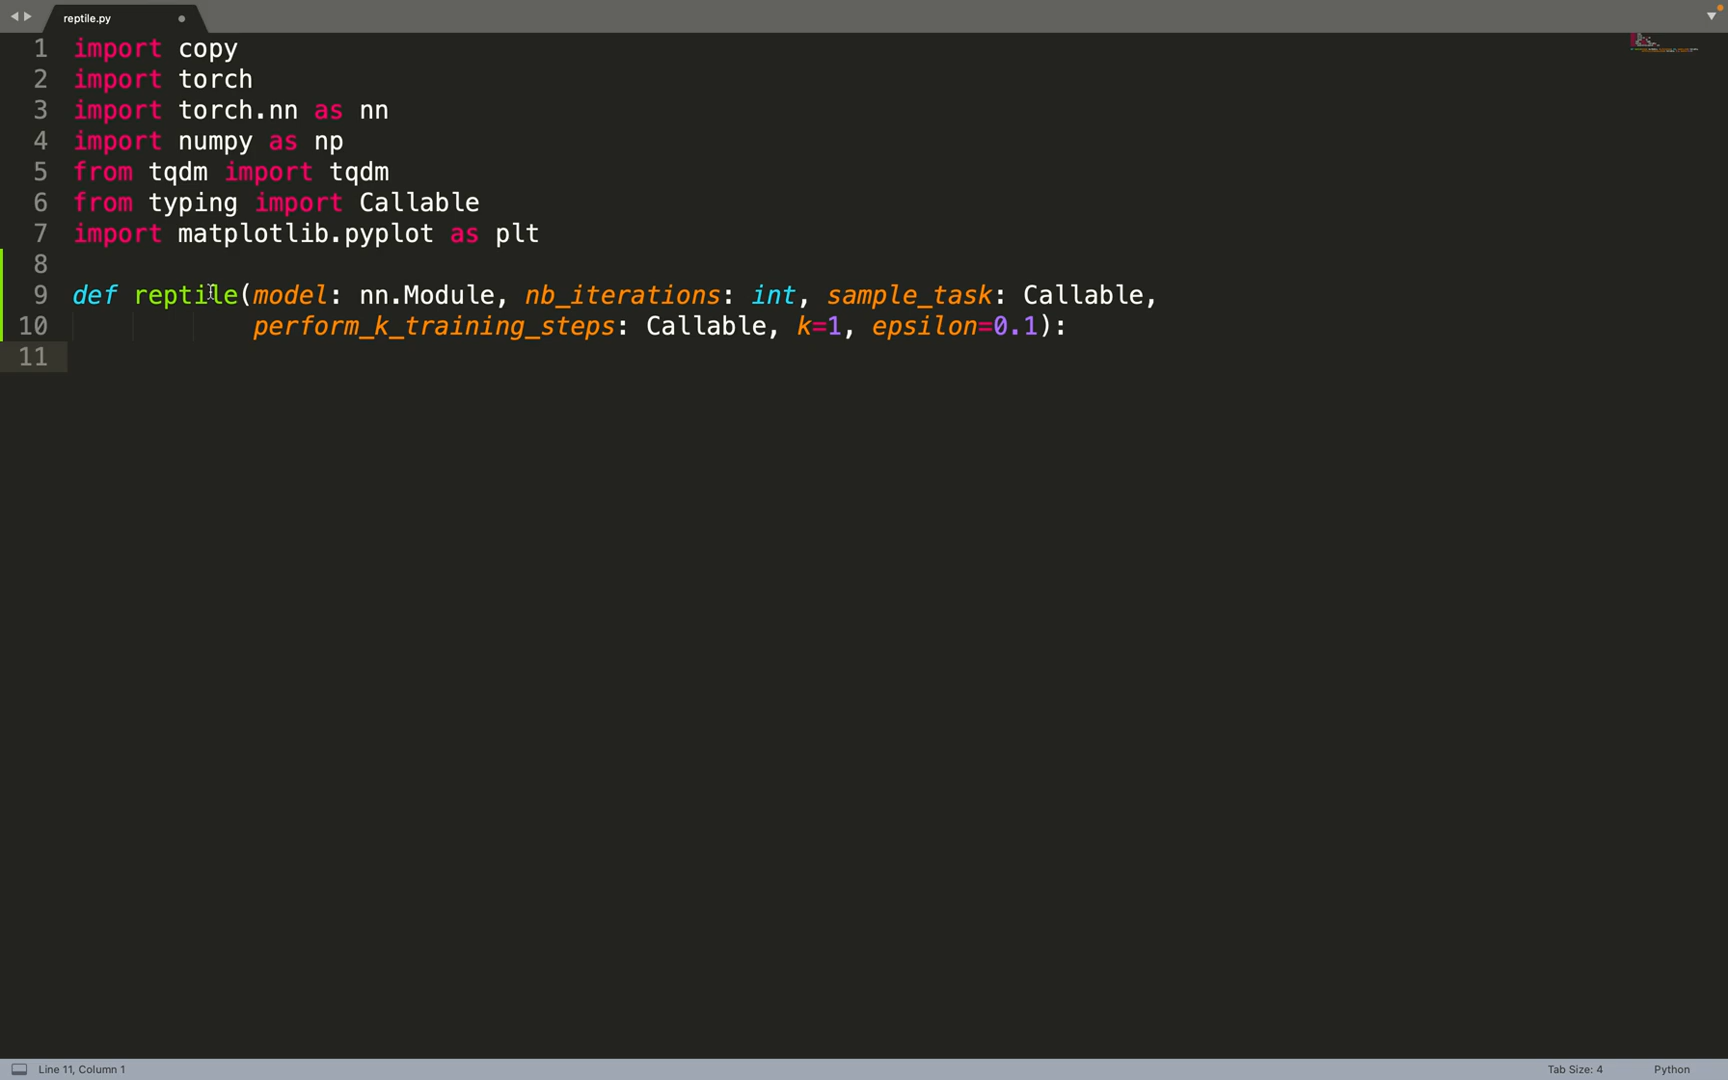 reptile.py
1 import copy
2 import torch
3 import torch.nn as nn
4 import numpy as np
5 from tqdm import tqdm
6 from typing import Callable
7 import matplotlib.pyplot as plt
8
9 def reptile(model: nn.Module, nb_iterations: int, sample_task: Callable,
10             perform_k_training_steps: Callable, k=1, epsilon=0.1):
11
Line 11, Column 1
Tab Size: 4
Python